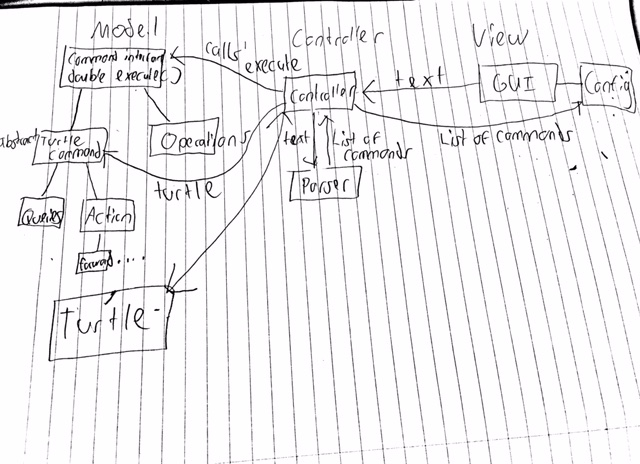 Model
Controller
View
Command interface
double execute()
calls execute
Controller
text
GUI
Config
abstract
Turtle
Command
Operations
text
List of
commands
List of commands
Parser
turtle
Queries
Action
forward....
Turtle